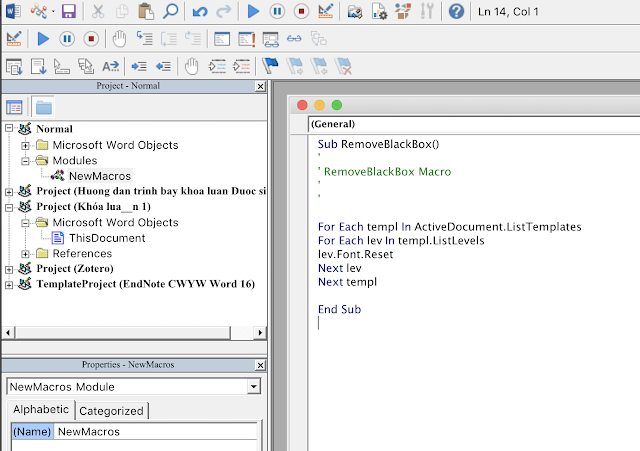 Ln 14, Col 1
Project - Normal
Normal
Microsoft Word Objects
Modules
NewMacros
Project (Huong dan trinh bay khoa luan Duoc si
Project (Khóa lua__n 1)
Microsoft Word Objects
ThisDocument
References
Project (Zotero)
TemplateProject (EndNote CWYW Word 16)
Properties - NewMacros
NewMacros Module
Alphabetic Categorized
(Name) NewMacros
(General)
Sub RemoveBlackBox()
'
' RemoveBlackBox Macro
'
'
For Each templ In ActiveDocument.ListTemplates
For Each lev In templ.ListLevels
lev.Font.Reset
Next lev
Next templ
End Sub